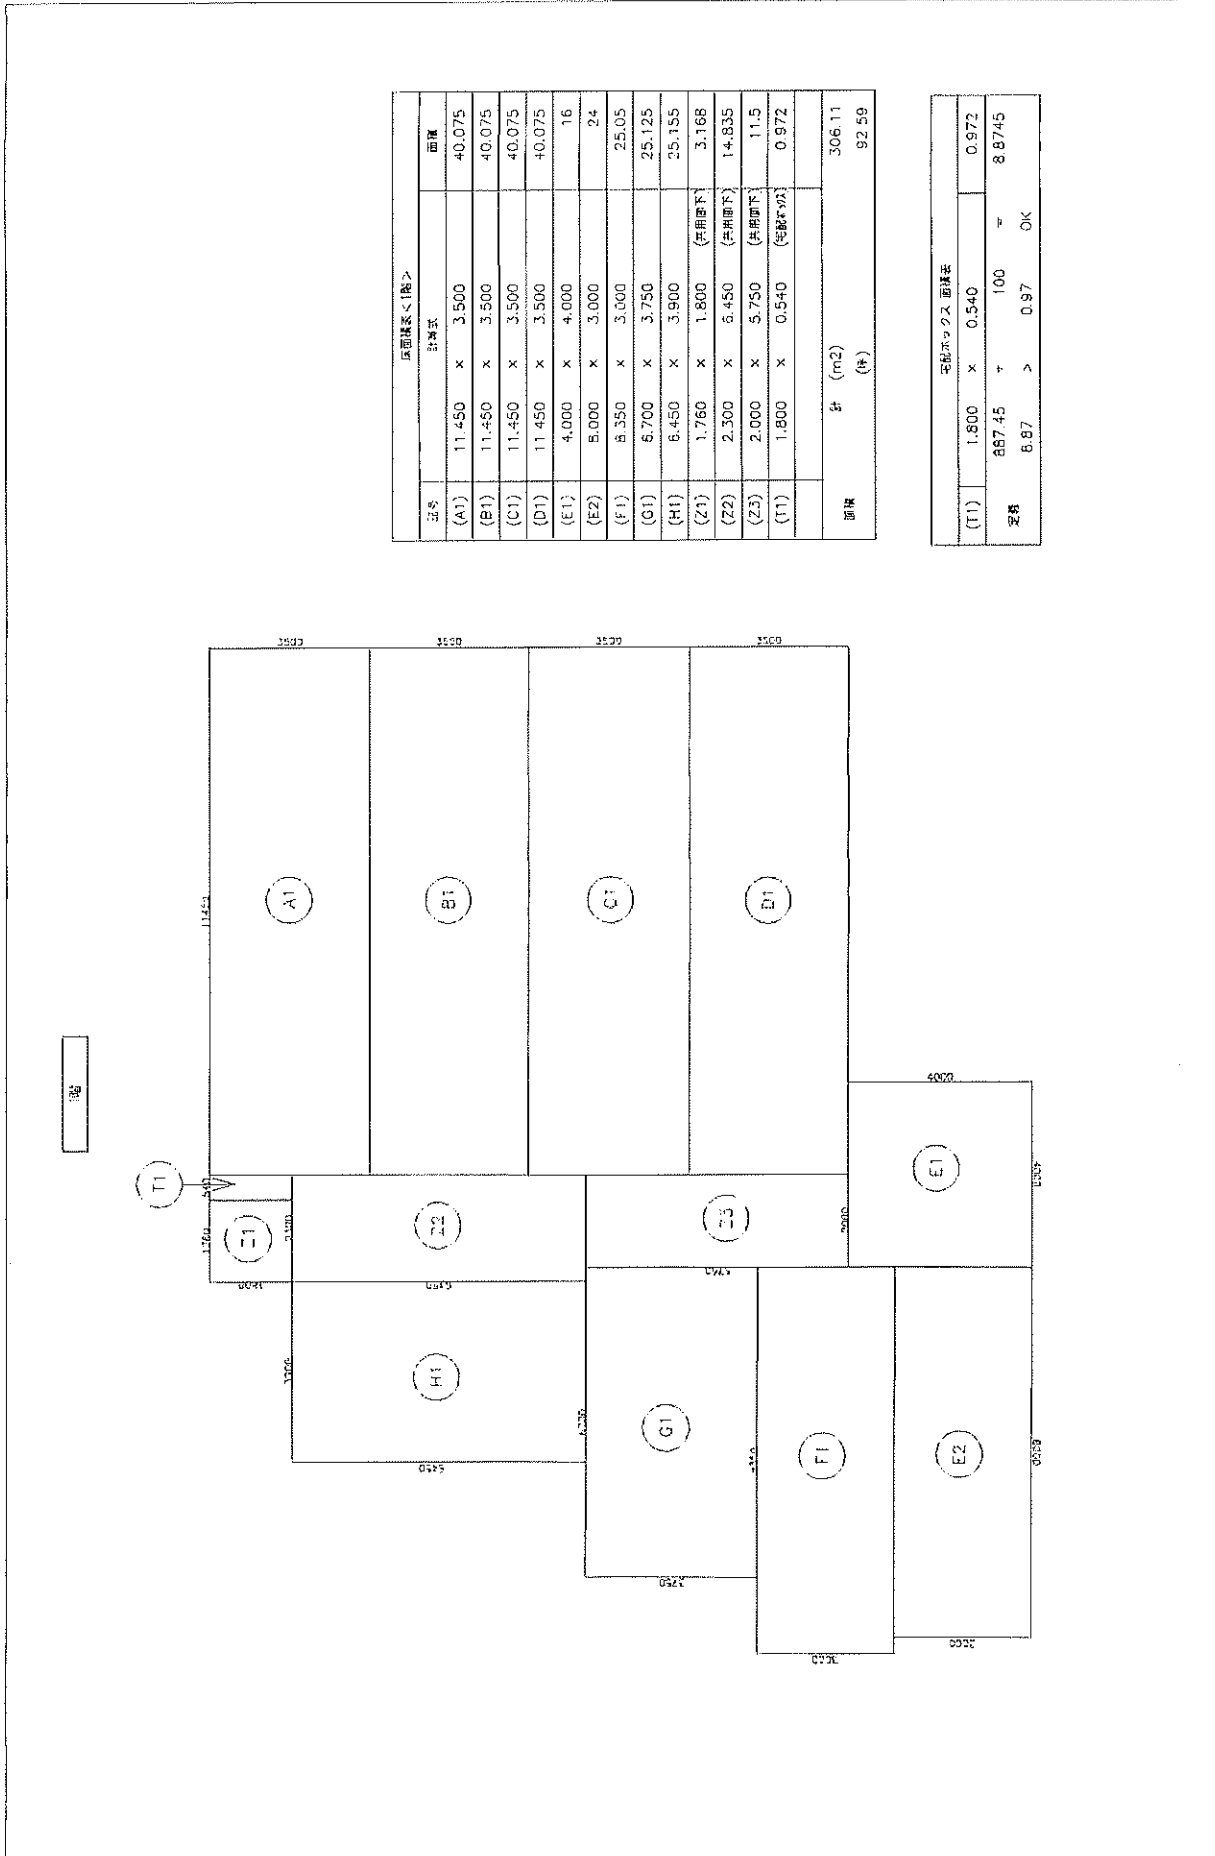 1階
床面積表<1階>
記号 計算式 面積
(A1) 11.450 × 3.500 40.075
(B1) 11.450 × 3.500 40.075
(C1) 11.450 × 3.500 40.075
(D1) 11.450 × 3.500 40.075
(E1) 4.000 × 4.000 16
(E2) 8.000 × 3.000 24
(F1) 8.350 × 3.000 25.05
(G1) 6.700 × 3.750 25.125
(H1) 6.450 × 3.900 25.155
(Z1) 1.760 × 1.800 (共用廊下) 3.168
(Z2) 2.300 × 6.450 (共用廊下) 14.835
(Z3) 2.000 × 5.750 (共用廊下) 11.5
(T1) 1.800 × 0.540 (宅配ボックス) 0.972
面積 計 (m2) 306.11
(坪) 92.59
宅配ボックス 面積表
(T1) 1.800 × 0.540 0.972
887.45 ÷ 100 = 8.8745
8.87 > 0.97 OK
T1
540
1760
11450
Z1
A1
3500
1800
2300
Z2
B1
3500
6450
H1
3900
6450
C1
3500
Z3
D1
3500
5750
2000
G1
6700
3750
F1
8350
3000
E1
4000
4000
E2
8000
3000